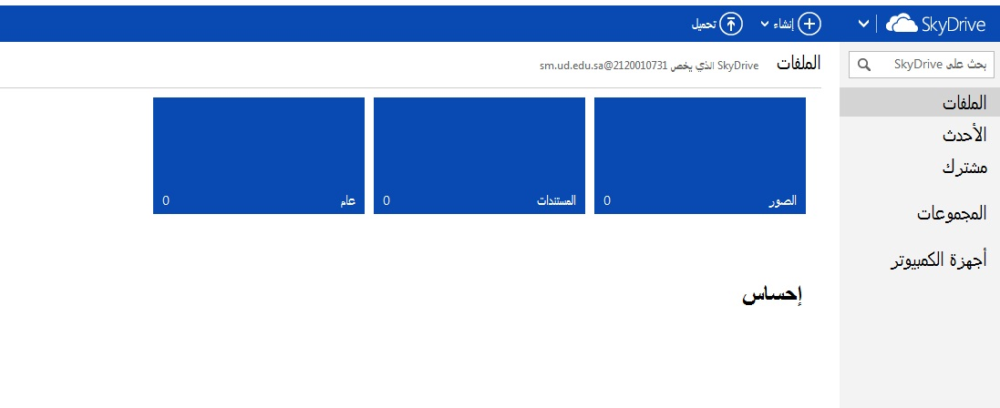 SkyDrive
إنشاء
تحميل
بحث على SkyDrive
الملفات
الأحدث
مشترك
المجموعات
أجهزة الكمبيوتر
الملفات
SkyDrive الذي يخص sm.ud.edu.sa@2120010731
الصور 0
المستندات 0
عام 0
إحساس